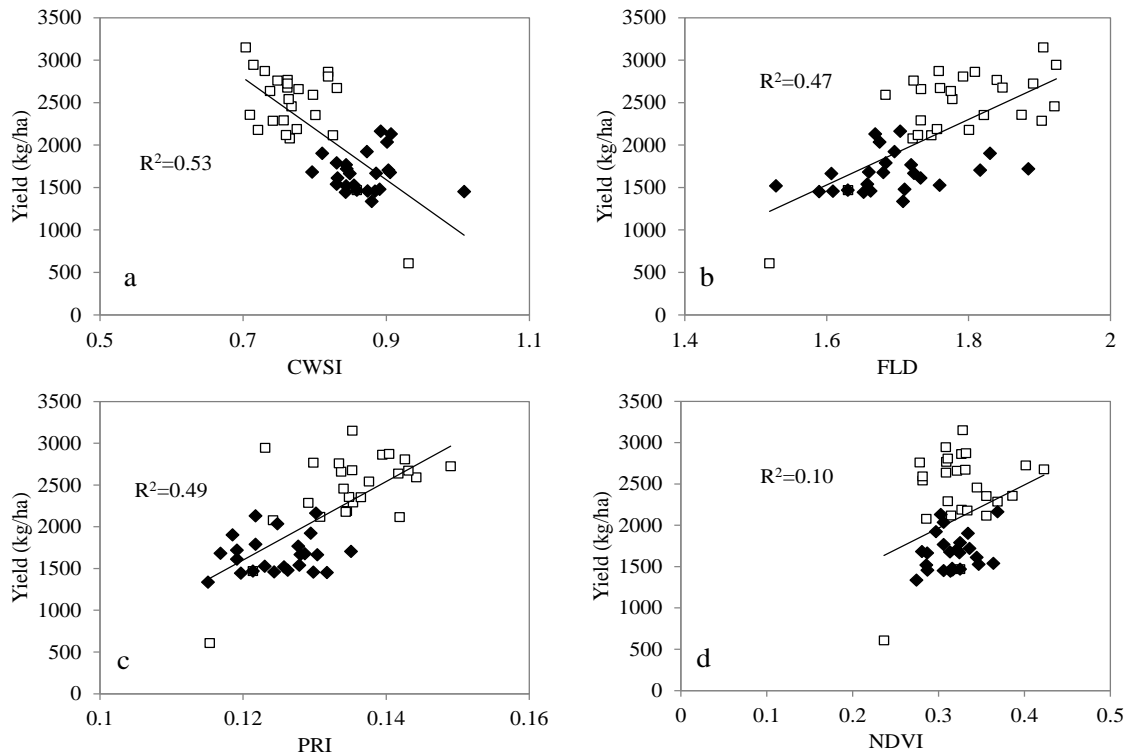 3500
3000
2500
2000
1500
1000
500
0
Yield (kg/ha)
R²=0.53
a
0.5 0.7 0.9 1.1
CWSI
3500
3000
2500
2000
1500
1000
500
0
Yield (kg/ha)
R²=0.47
b
1.4 1.6 1.8 2
FLD
3500
3000
2500
2000
1500
1000
500
0
Yield (kg/ha)
R²=0.49
c
0.1 0.12 0.14 0.16
PRI
3500
3000
2500
2000
1500
1000
500
0
Yield (kg/ha)
R²=0.10
d
0 0.1 0.2 0.3 0.4 0.5
NDVI